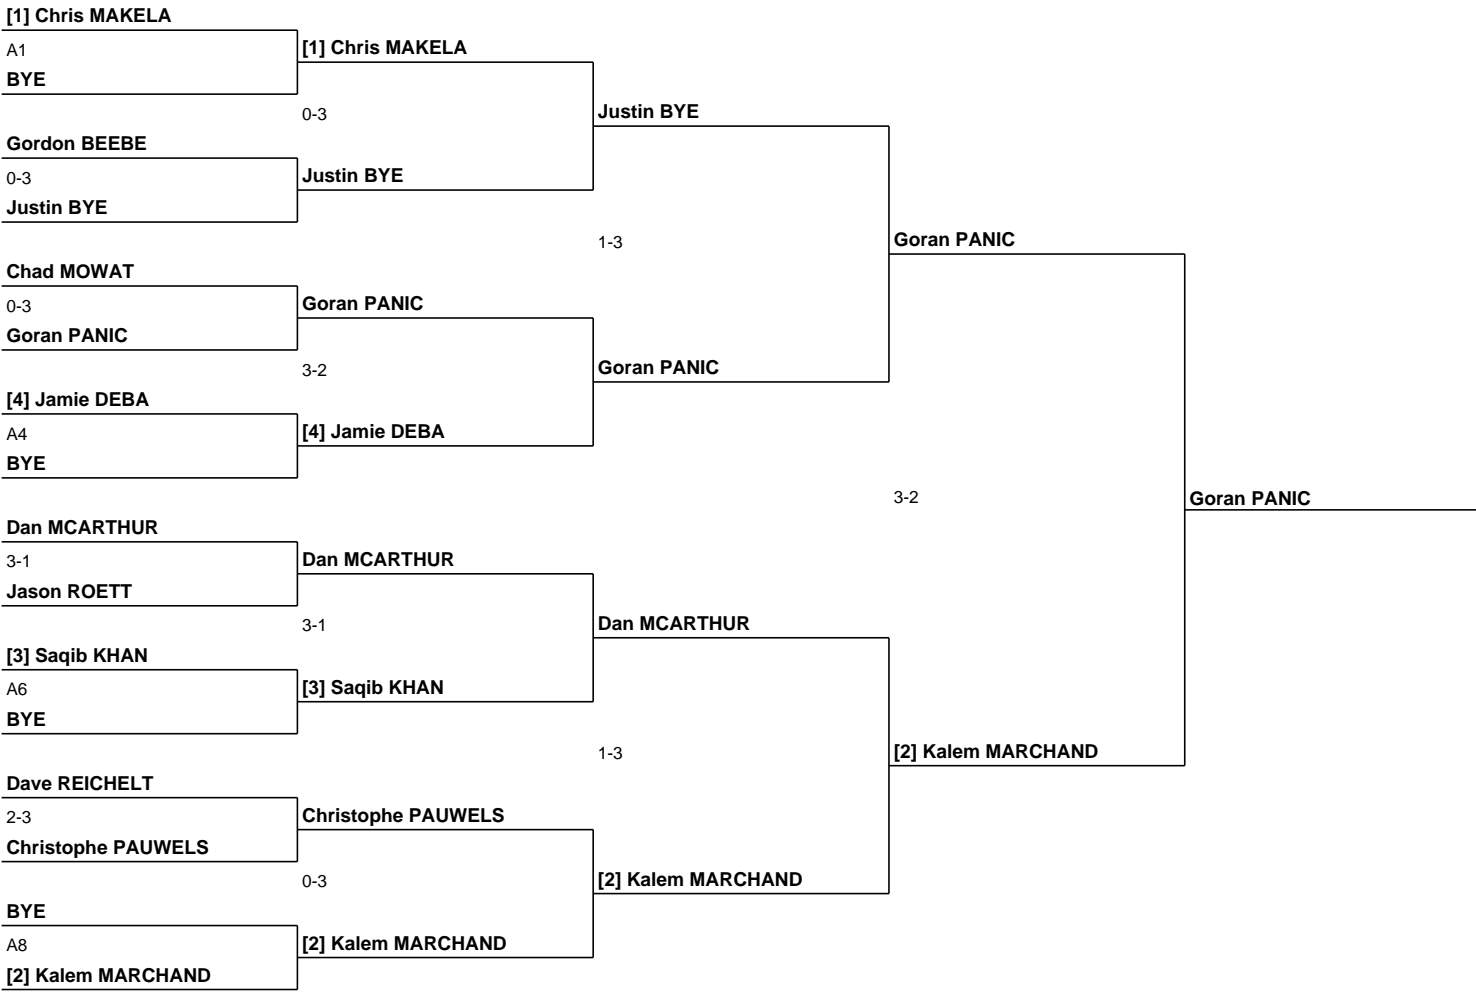 [1] Chris MAKELA
A1
BYE
[1] Chris MAKELA
0-3
Gordon BEEBE
0-3
Justin BYE
Justin BYE
Justin BYE
1-3
Chad MOWAT
0-3
Goran PANIC
Goran PANIC
3-2
[4] Jamie DEBA
A4
BYE
[4] Jamie DEBA
Goran PANIC
Goran PANIC
3-2
Goran PANIC
Dan MCARTHUR
3-1
Jason ROETT
Dan MCARTHUR
3-1
[3] Saqib KHAN
A6
BYE
[3] Saqib KHAN
Dan MCARTHUR
1-3
Dave REICHELT
2-3
Christophe PAUWELS
Christophe PAUWELS
0-3
BYE
A8
[2] Kalem MARCHAND
[2] Kalem MARCHAND
[2] Kalem MARCHAND
[2] Kalem MARCHAND